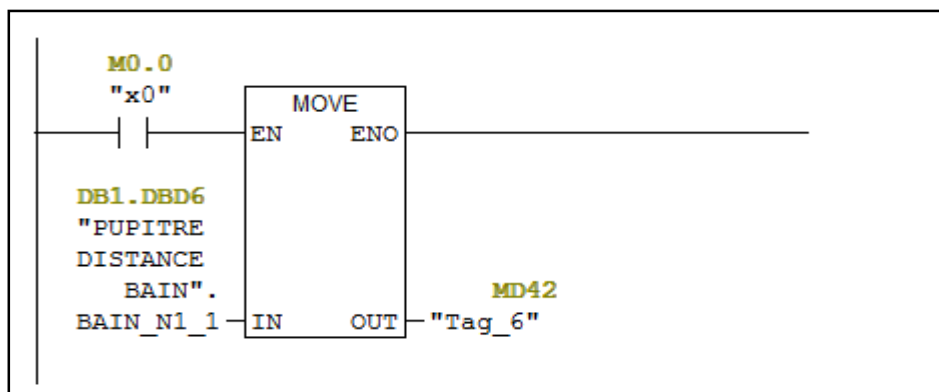 M0.0
"x0"
MOVE
EN ENO
DB1.DBD6
"PUPITRE
DISTANCE
BAIN".
MD42
BAIN_N1_1 IN OUT "Tag_6"